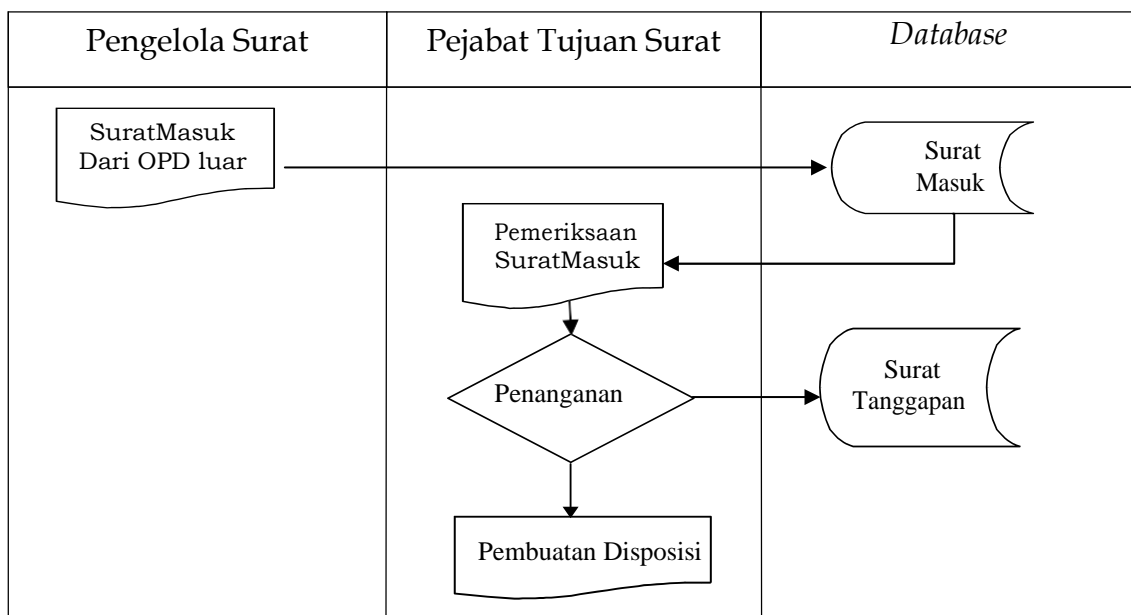 Pengelola Surat
Pejabat Tujuan Surat
Database
SuratMasuk
Dari OPD luar
Surat
Masuk
Pemeriksaan
SuratMasuk
Penanganan
Surat
Tanggapan
Pembuatan Disposisi